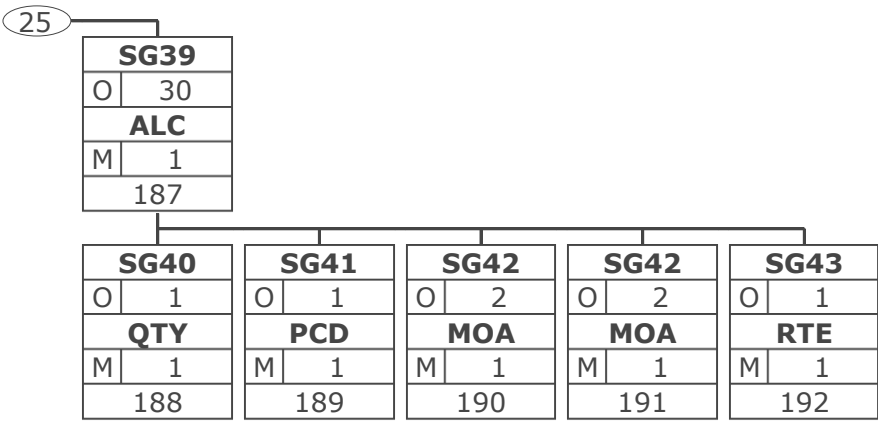 25
SG39
O 30
ALC
M 1
187
SG40 SG41 SG42 SG42 SG43
O 1 O 1 O 2 O 2 O 1
QTY PCD MOA MOA RTE
M 1 M 1 M 1 M 1 M 1
188 189 190 191 192